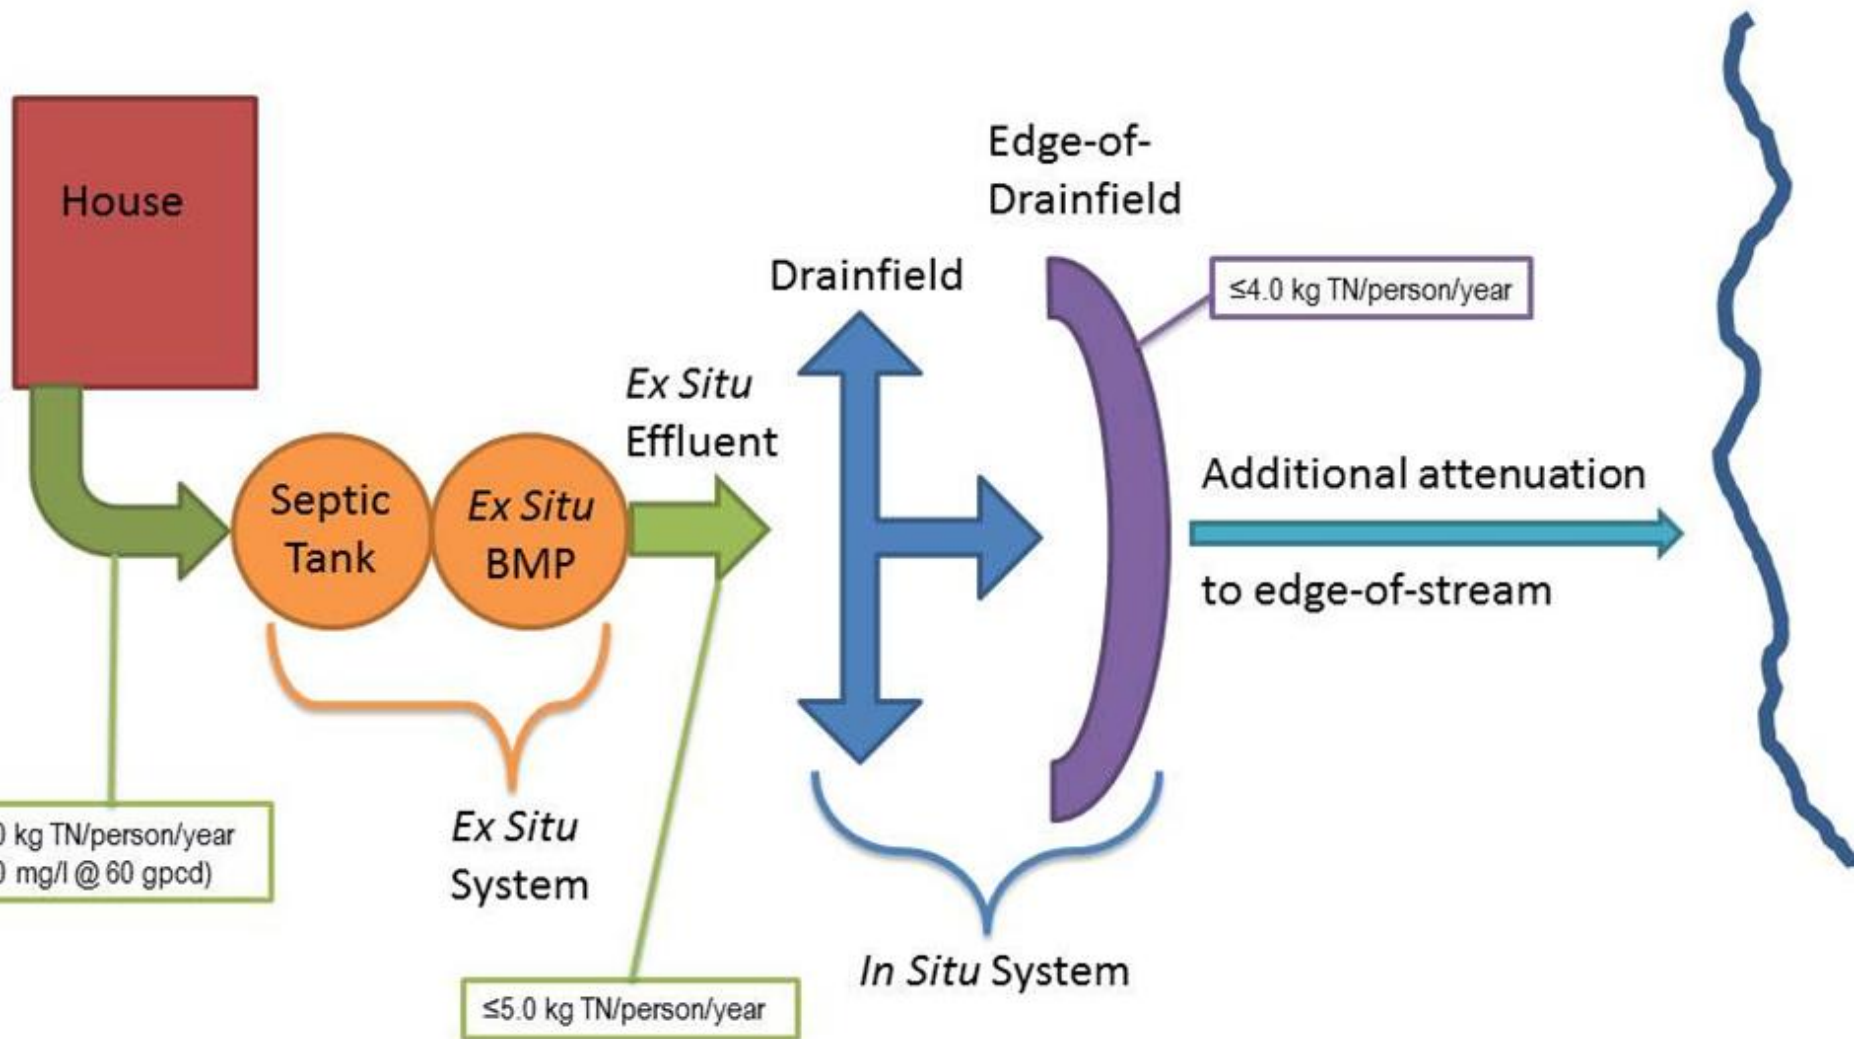 House
Edge-of-
Drainfield
Drainfield
≤4.0 kg TN/person/year
Ex Situ
Effluent
Septic
Tank
Ex Situ
BMP
Additional attenuation
to edge-of-stream
0 kg TN/person/year
0 mg/l @ 60 gpcd)
Ex Situ
System
In Situ System
≤5.0 kg TN/person/year